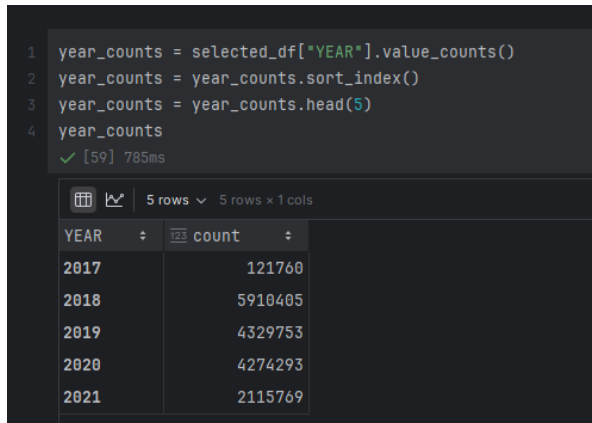 1 year_counts = selected_df["YEAR"].value_counts()
2 year_counts = year_counts.sort_index()
3 year_counts = year_counts.head(5)
4 year_counts
✓ [59] 785ms
5 rows 5 rows × 1 cols
YEAR 123 count
2017 121760
2018 5910405
2019 4329753
2020 4274293
2021 2115769